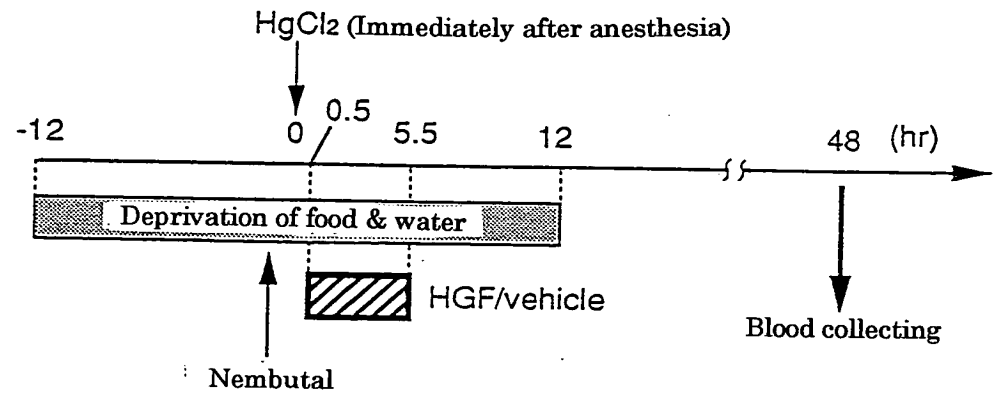 HgCl2 (Immediately after anesthesia)
-12 0 0.5 5.5 12 48 (hr)
Deprivation of food & water
HGF/vehicle
Blood collecting
Nembutal